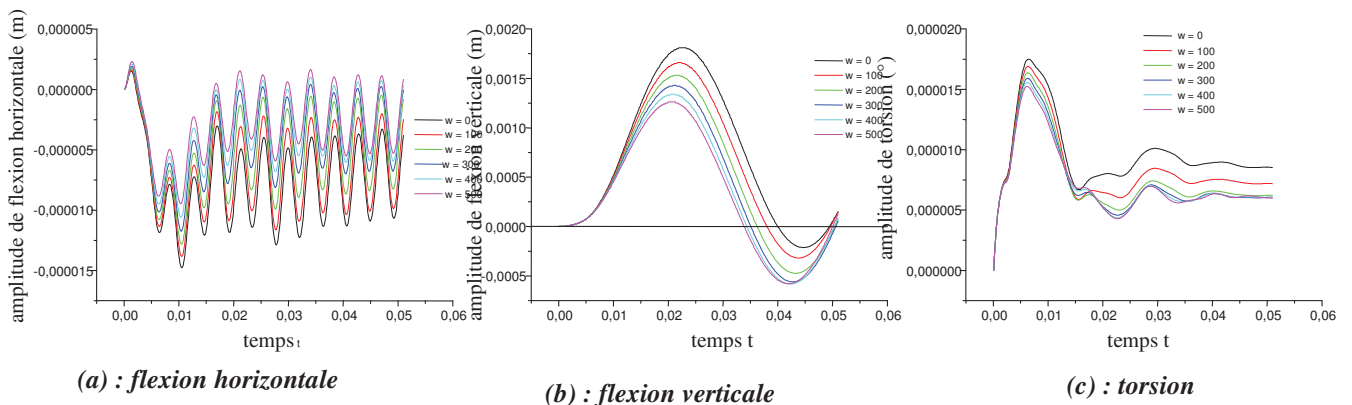 amplitude de flexion horizontale (m)
0,000005
0,000000
-0,000005
-0,000010
-0,000015
0,00 0,01 0,02 0,03 0,04 0,05 0,06
temps t
w = 0
w = 10
w = 20
w = 300
w = 40
w = 5
(a) : flexion horizontale
amplitude de flexion verticale (m)
0,0020
0,0015
0,0010
0,0005
0,0000
-0,0005
0,00 0,01 0,02 0,03 0,04 0,05 0,06
temps t
w = 0
w = 100
w = 200
w = 300
w = 400
w = 500
(b) : flexion verticale
amplitude de torsion (°)
0,000020
0,000015
0,000010
0,000005
0,000000
0,00 0,01 0,02 0,03 0,04 0,05 0,06
temps t
w = 0
w = 100
w = 200
w = 300
w = 400
w = 500
(c) : torsion